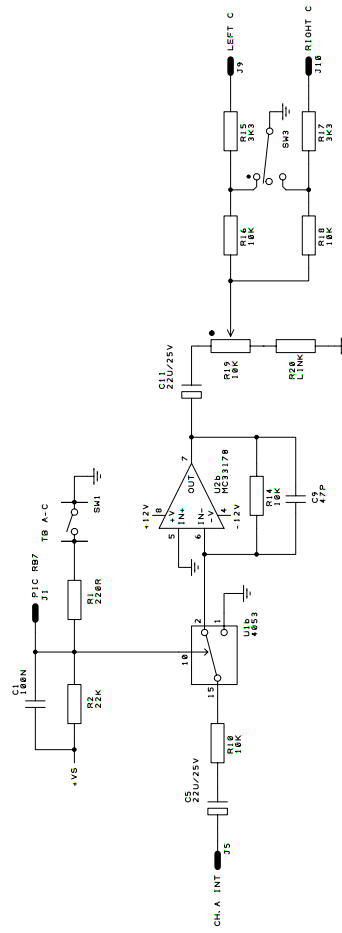 TB A-C
SW1
PIC RB7
J1
C1
100N
R1
220R
R2
22K
+VS
CH.A INT
J5
C5
22U/25V
R10
10K
15
10
2
1
U1b
4053
+12V
8
5
+V
IN+
6
IN-
-V
OUT
7
4
-12V
U2b
MC33178
R14
10K
C9
47P
C11
22U/25V
R19
10K
R20
LINK
R16
10K
R15
3K3
LEFT C
J9
SW3
R18
10K
R17
3K3
RIGHT C
J10